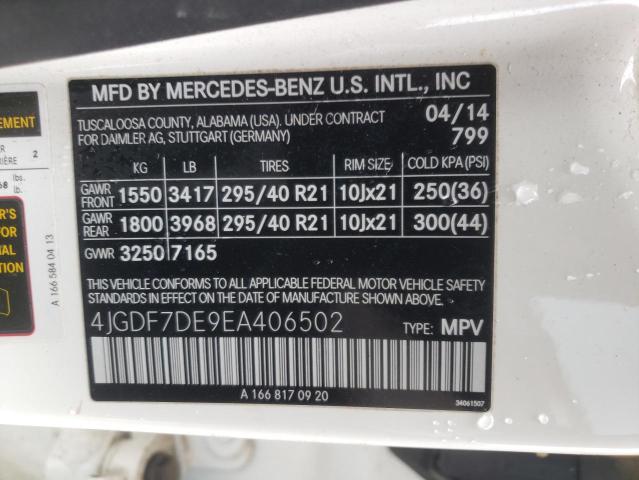 MFD BY MERCEDES-BENZ U.S. INTL., INC
TUSCALOOSA COUNTY, ALABAMA (USA). UNDER CONTRACT
FOR DAIMLER AG, STUTTGART (GERMANY)
04/14
799
KG LB TIRES RIM SIZE COLD KPA (PSI)
GAWR FRONT 1550 3417 295/40 R21 10Jx21 250(36)
GAWR REAR 1800 3968 295/40 R21 10Jx21 300(44)
GVWR 3250 7165
THIS VEHICLE CONFORMS TO ALL APPLICABLE FEDERAL MOTOR VEHICLE SAFETY
STANDARDS IN EFFECT ON THE DATE OF MANUFACTURE SHOWN ABOVE.
4JGDF7DE9EA406502
TYPE: MPV
A 166 817 09 20
34061507
EMENT
2
lbs.
kg.
A 166 584 04 13